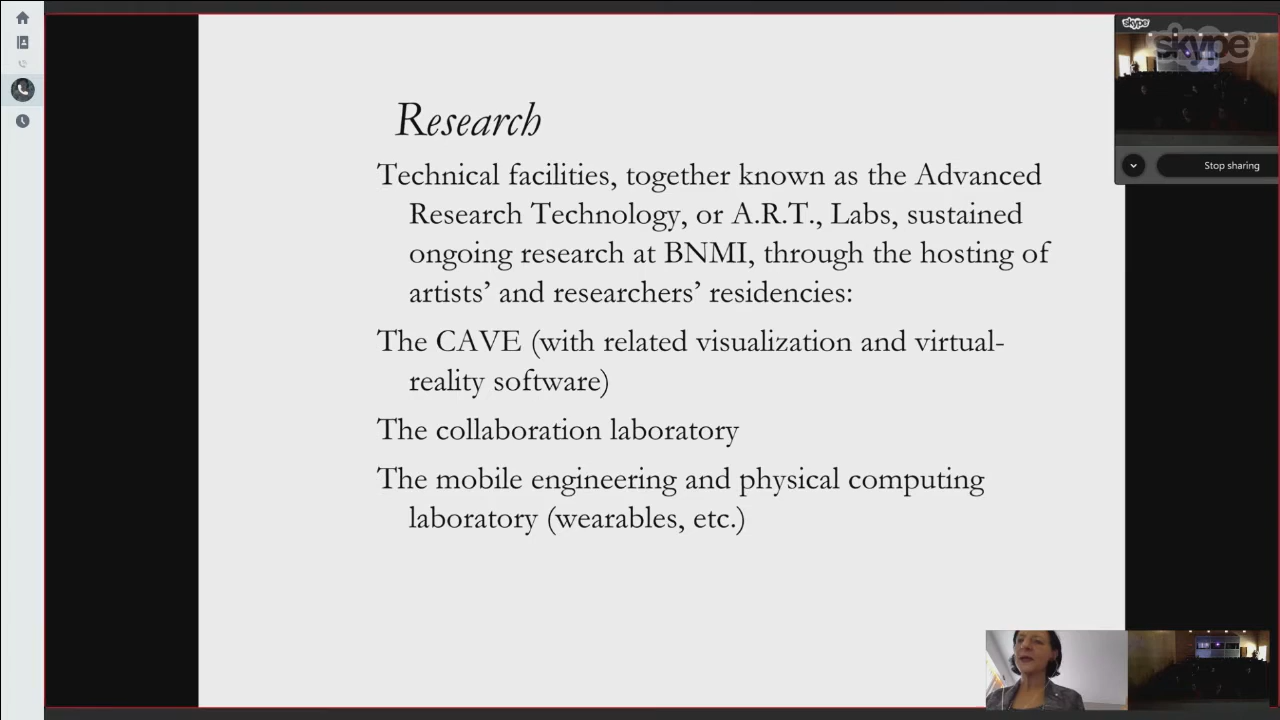 skype
skype
Stop sharing
Research
Technical facilities, together known as the Advanced
Research Technology, or A.R.T., Labs, sustained
ongoing research at BNMI, through the hosting of
artists’ and researchers’ residencies:
The CAVE (with related visualization and virtual-
reality software)
The collaboration laboratory
The mobile engineering and physical computing
laboratory (wearables, etc.)